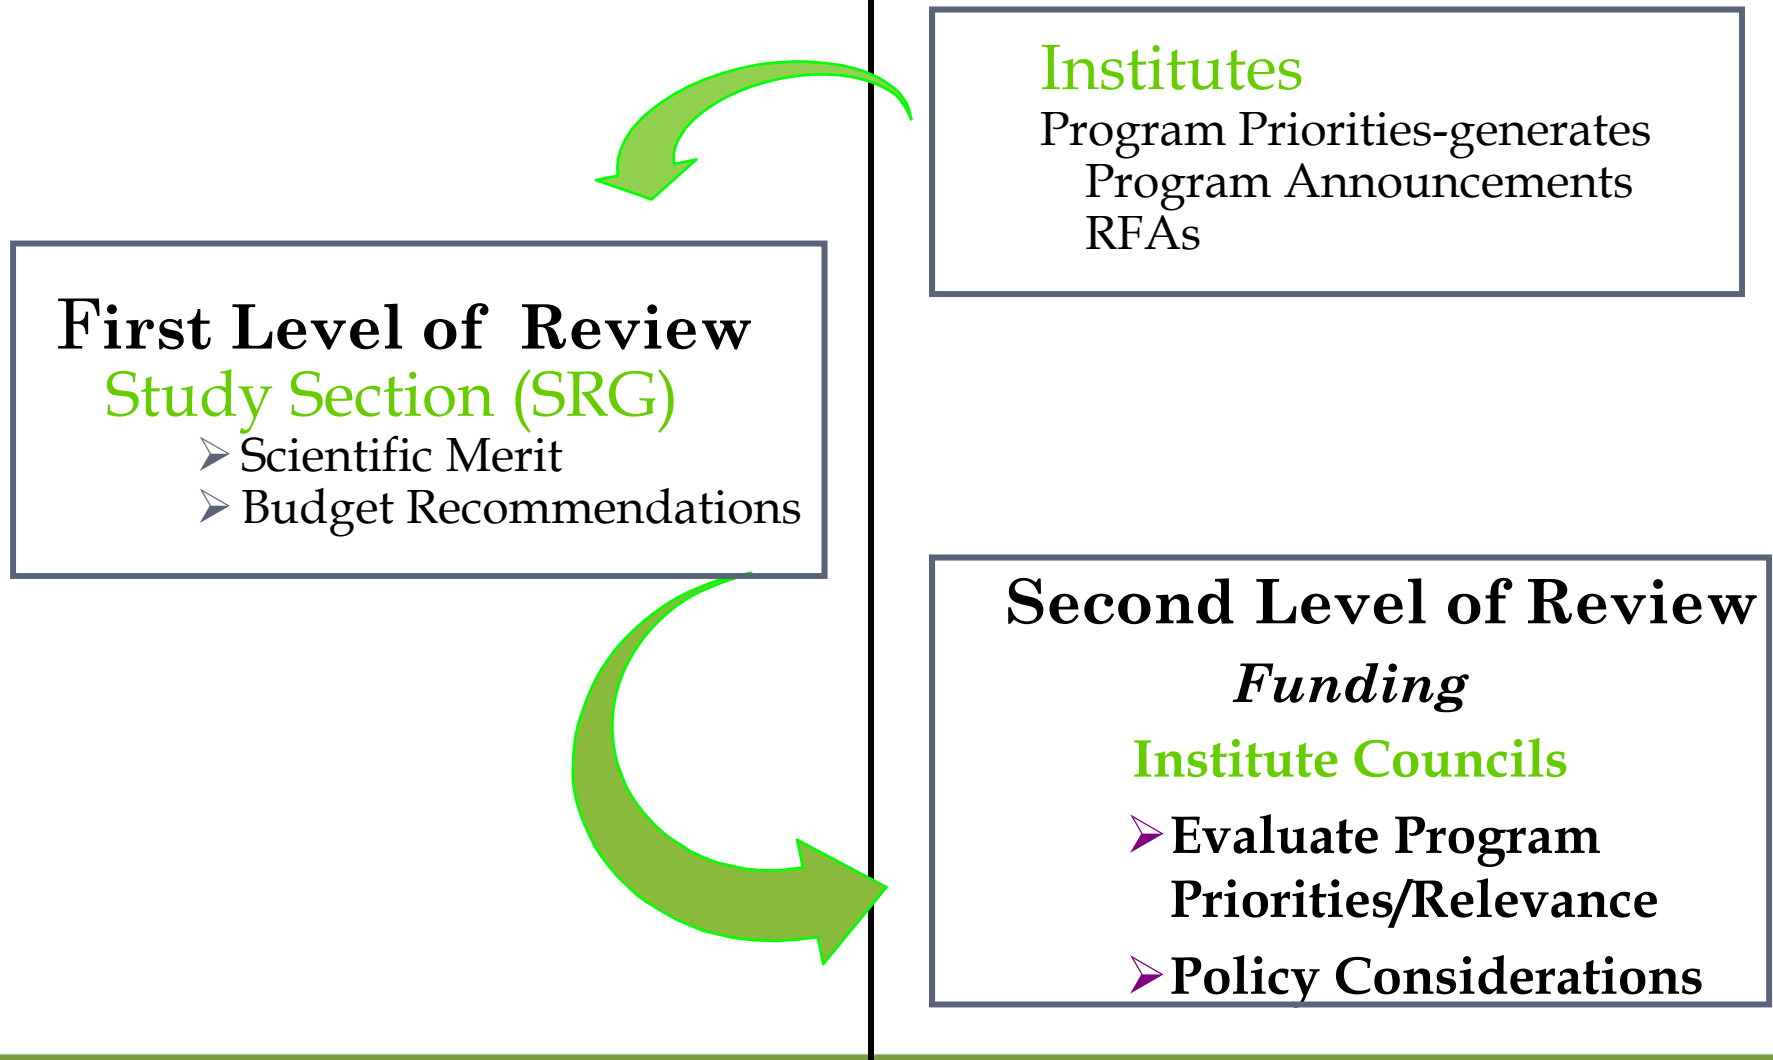 Institutes
Program Priorities-generates
Program Announcements
RFAs
First Level of Review
Study Section (SRG)
Scientific Merit
Budget Recommendations
Second Level of Review
Funding
Institute Councils
Evaluate Program
Priorities/Relevance
Policy Considerations